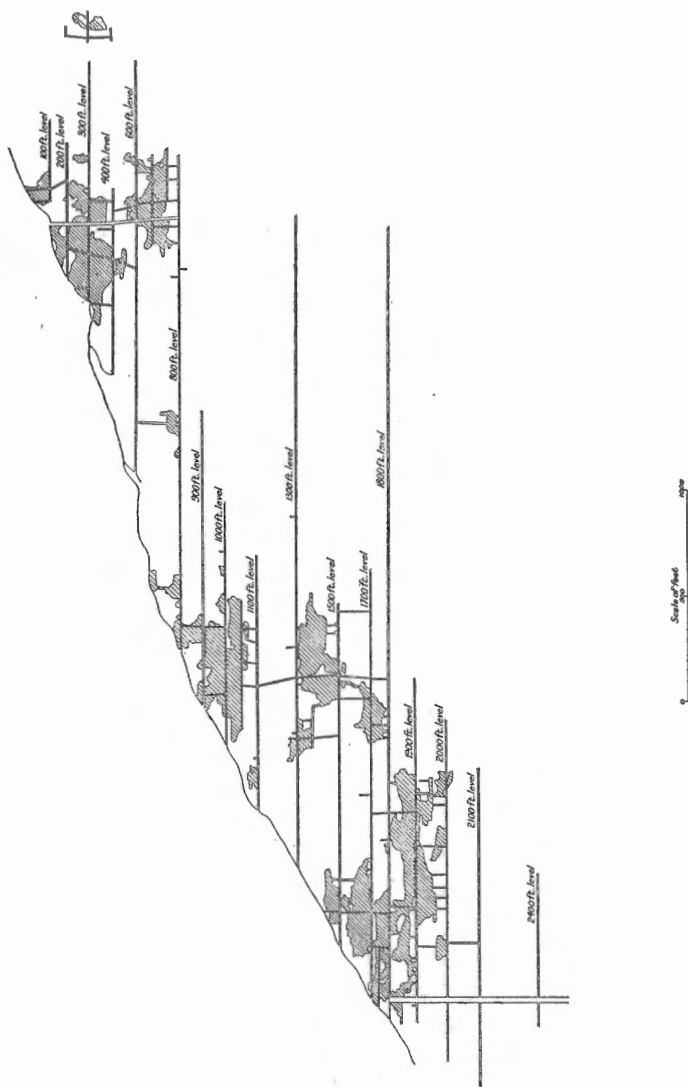 100 ft. level
200 ft. level
300 ft. level
400 ft. level
600 ft. level
800 ft. level
900 ft. level
1000 ft. level
1100 ft. level
1300 ft. level
1500 ft. level
1700 ft. level
1800 ft. level
1900 ft. level
2000 ft. level
2100 ft. level
2400 ft. level
Scale of Feet
0 500 1000